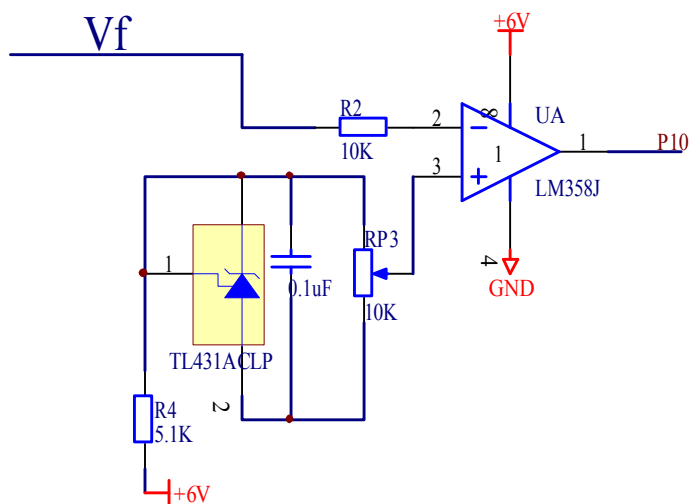 +6V
Vf
8
UA
R2
2
−
10K
1
1
P10
3
+
LM358J
RP3
1
4
0.1uF
GND
10K
TL431ACLP
2
R4
5.1K
+6V